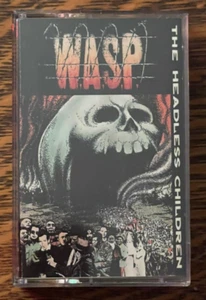 W.A.S.P.
THE HEADLESS CHILDREN